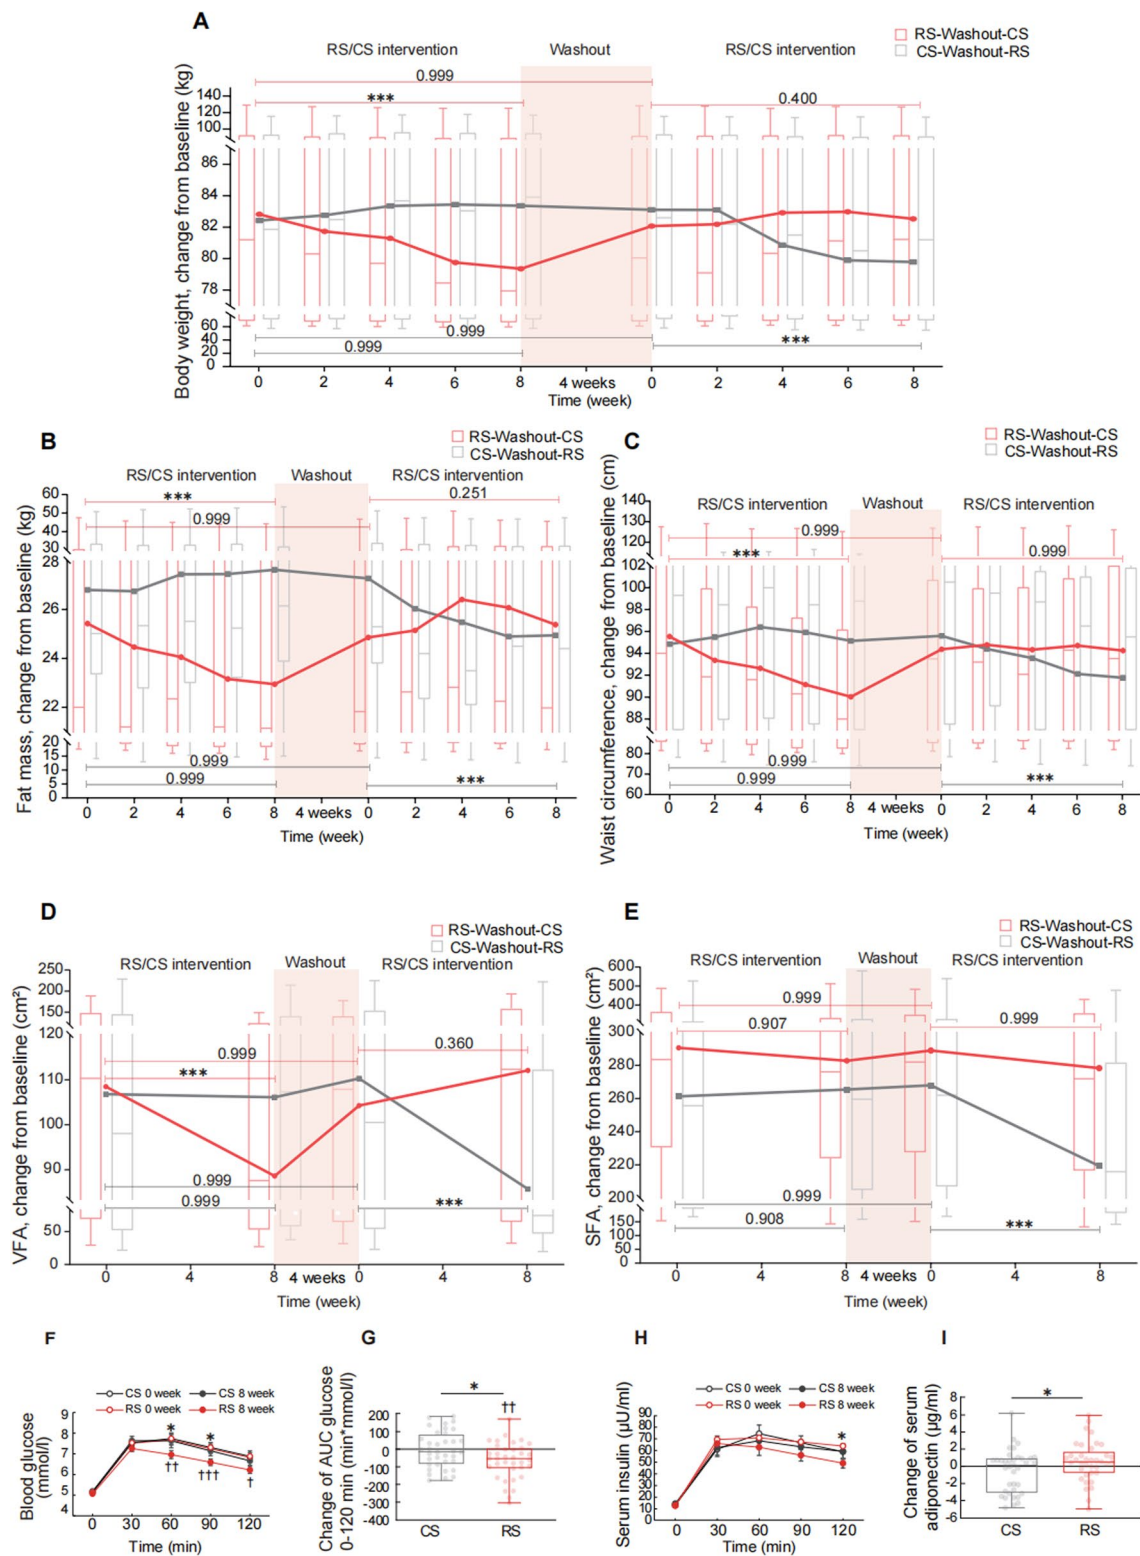 A
RS/CS intervention Washout RS/CS intervention
RS-Washout-CS
CS-Washout-RS
0.999
*** 0.400
Body weight, change from baseline (kg)
140
100
86
84
82
80
78
60
40
20
0
0.999
0.999 ***
0 2 4 6 8 4 weeks 0 2 4 6 8
Time (week)
B
RS-Washout-CS
CS-Washout-RS
RS/CS intervention Washout RS/CS intervention
*** 0.251
0.999
Fat mass, change from baseline (kg)
60
50
40
30
28
26
24
22
20
15
10
5
0
0.999
0.999 ***
0 2 4 6 8 4 weeks 0 2 4 6 8
Time (week)
C
RS-Washout-CS
CS-Washout-RS
RS/CS intervention Washout RS/CS intervention
0.999
*** 0.999
Waist circumference, change from baseline (cm)
140
130
120
102
100
96
94
92
90
88
80
70
60
0.999
0.999 ***
0 2 4 6 8 4 weeks 0 2 4 6 8
Time (week)
D
RS-Washout-CS
CS-Washout-RS
RS/CS intervention Washout RS/CS intervention
0.999 0.360
***
VFA, change from baseline (cm²)
250
200
150
120
110
100
90
50
0
0.999
0.999 ***
0 4 8 4 weeks 0 4 8
Time (week)
E
RS-Washout-CS
CS-Washout-RS
RS/CS intervention Washout RS/CS intervention
0.999
0.907 0.999
SFA, change from baseline (cm²)
600
500
400
300
280
260
240
220
200
150
100
50
0
0.999
0.908 ***
0 4 8 4 weeks 0 4 8
Time (week)
F
CS 0 week CS 8 week
RS 0 week RS 8 week
Blood glucose (mmol/l)
9
8
7
6
5
4
* *
†† ††† †
0 30 60 90 120
Time (min)
G
Change of AUC glucose
0-120 min (min*mmol/l)
*
††
200
100
0
-100
-200
-300
-400
CS RS
H
CS 0 week CS 8 week
RS 0 week RS 8 week
Serum insulin (μU/ml)
90
80
70
60
50
40
30
20
10
0
*
0 30 60 90 120
Time (min)
I
Change of serum
adiponectin (μg/ml)
*
8
6
4
2
0
-2
-4
-6
CS RS